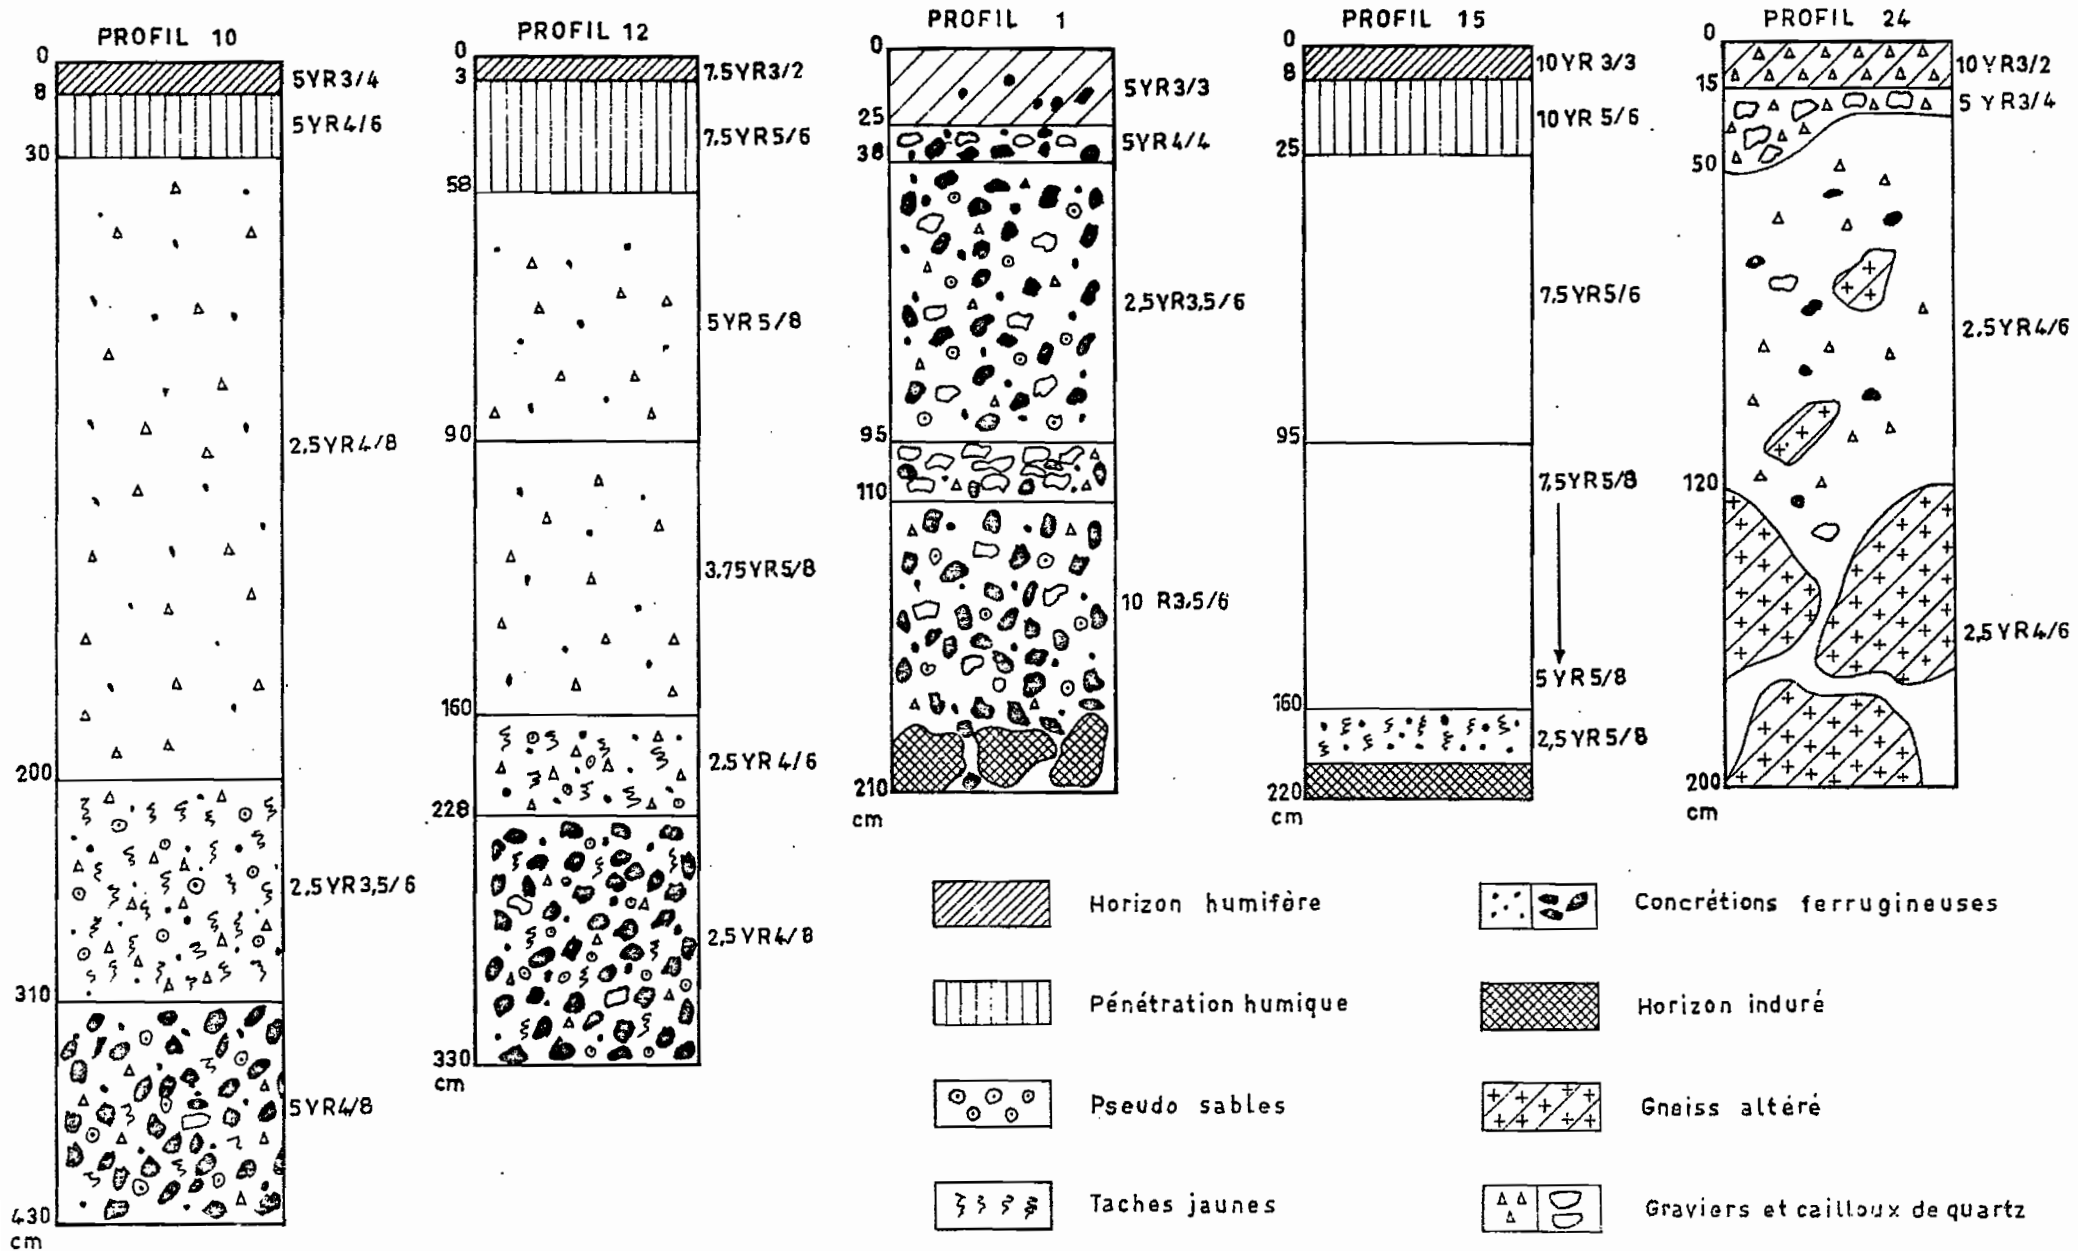 PROFIL 10
0
8
30
200
310
430
cm
5YR3/4
5YR4/6
2,5YR4/8
2.5YR3,5/6
5YR4/8
PROFIL 12
0
3
58
90
160
228
330
cm
7,5YR3/2
7,5YR5/6
5YR5/8
3.75YR5/8
2.5YR4/6
2,5YR4/8
PROFIL 1
0
25
38
95
110
210
cm
5YR3/3
5YR4/4
2,5YR3,5/6
10 R3,5/6
PROFIL 15
0
8
25
95
160
220
cm
10YR 3/3
10YR 5/6
7,5YR5/6
7,5YR5/8
5YR5/8
2,5YR5/8
PROFIL 24
0
15
50
120
200
cm
10YR3/2
5 YR3/4
2.5YR4/6
2,5YR4/6
Horizon humifère
Pénétration humique
Pseudo sables
Taches jaunes
Concrétions ferrugineuses
Horizon induré
Gneiss altéré
Graviers et cailloux de quartz